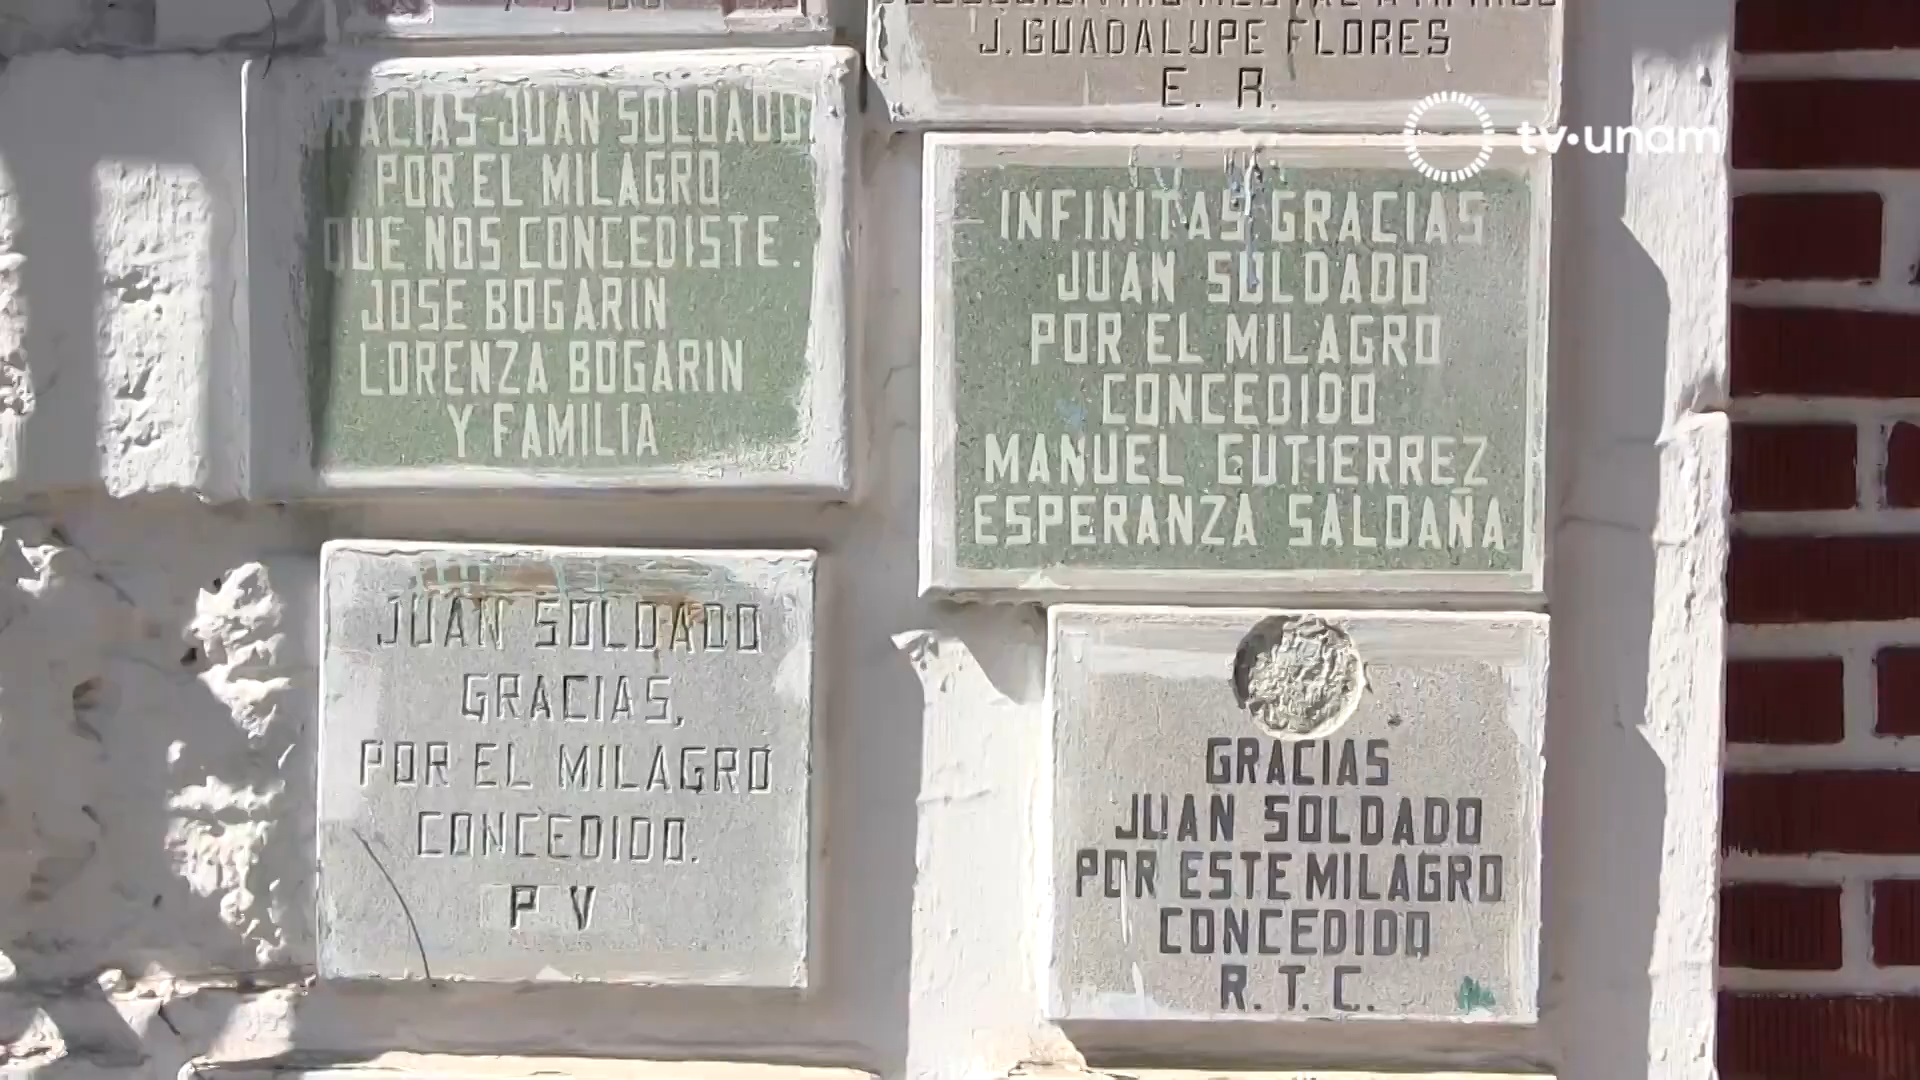 J. GUADALUPE FLORES
E. R.
tv·unam
GRACIAS-JUAN SOLDADO
POR EL MILAGRO
QUE NOS CONCEDISTE.
JOSE BOGARIN
LORENZA BOGARIN
Y FAMILIA
INFINITAS GRACIAS
JUAN SOLDADO
POR EL MILAGRO
CONCEDIDO
MANUEL GUTIERREZ
ESPERANZA SALDAÑA
JUAN SOLDADO
GRACIAS,
POR EL MILAGRO
CONCEDIDO.
P V
GRACIAS
JUAN SOLDADO
POR ESTE MILAGRO
CONCEDIDO
R. T. C.